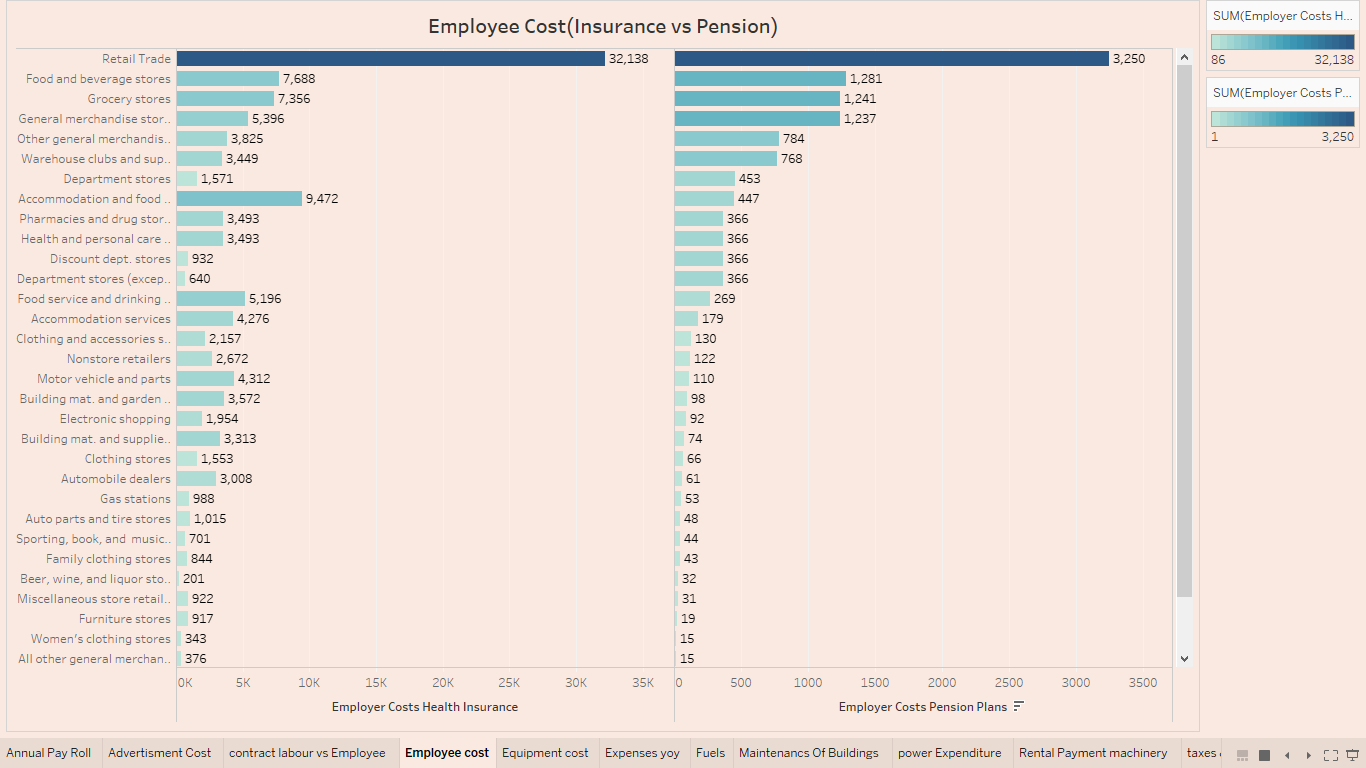 Employee Cost(Insurance vs Pension)
SUM(Employer Costs H...
86 32,138
SUM(Employer Costs P...
1 3,250
Retail Trade 32,138 3,250
Food and beverage stores 7,688 1,281
Grocery stores 7,356 1,241
General merchandise stor.. 5,396 1,237
Other general merchandis.. 3,825 784
Warehouse clubs and sup.. 3,449 768
Department stores 1,571 453
Accommodation and food .. 9,472 447
Pharmacies and drug stor.. 3,493 366
Health and personal care .. 3,493 366
Discount dept. stores 932 366
Department stores (excep.. 640 366
Food service and drinking .. 5,196 269
Accommodation services 4,276 179
Clothing and accessories s.. 2,157 130
Nonstore retailers 2,672 122
Motor vehicle and parts 4,312 110
Building mat. and garden .. 3,572 98
Electronic shopping 1,954 92
Building mat. and supplie.. 3,313 74
Clothing stores 1,553 66
Automobile dealers 3,008 61
Gas stations 988 53
Auto parts and tire stores 1,015 48
Sporting, book, and music.. 701 44
Family clothing stores 844 43
Beer, wine, and liquor sto.. 201 32
Miscellaneous store retail.. 922 31
Furniture stores 917 19
Women's clothing stores 343 15
All other general merchan.. 376 15
0K 5K 10K 15K 20K 25K 30K 35K 0 500 1000 1500 2000 2500 3000 3500
Employer Costs Health Insurance Employer Costs Pension Plans
Annual Pay Roll Advertisment Cost contract labour vs Employee Employee cost Equipment cost Expenses yoy Fuels Maintenances Of Buildings power Expenditure Rental Payment machinery taxes